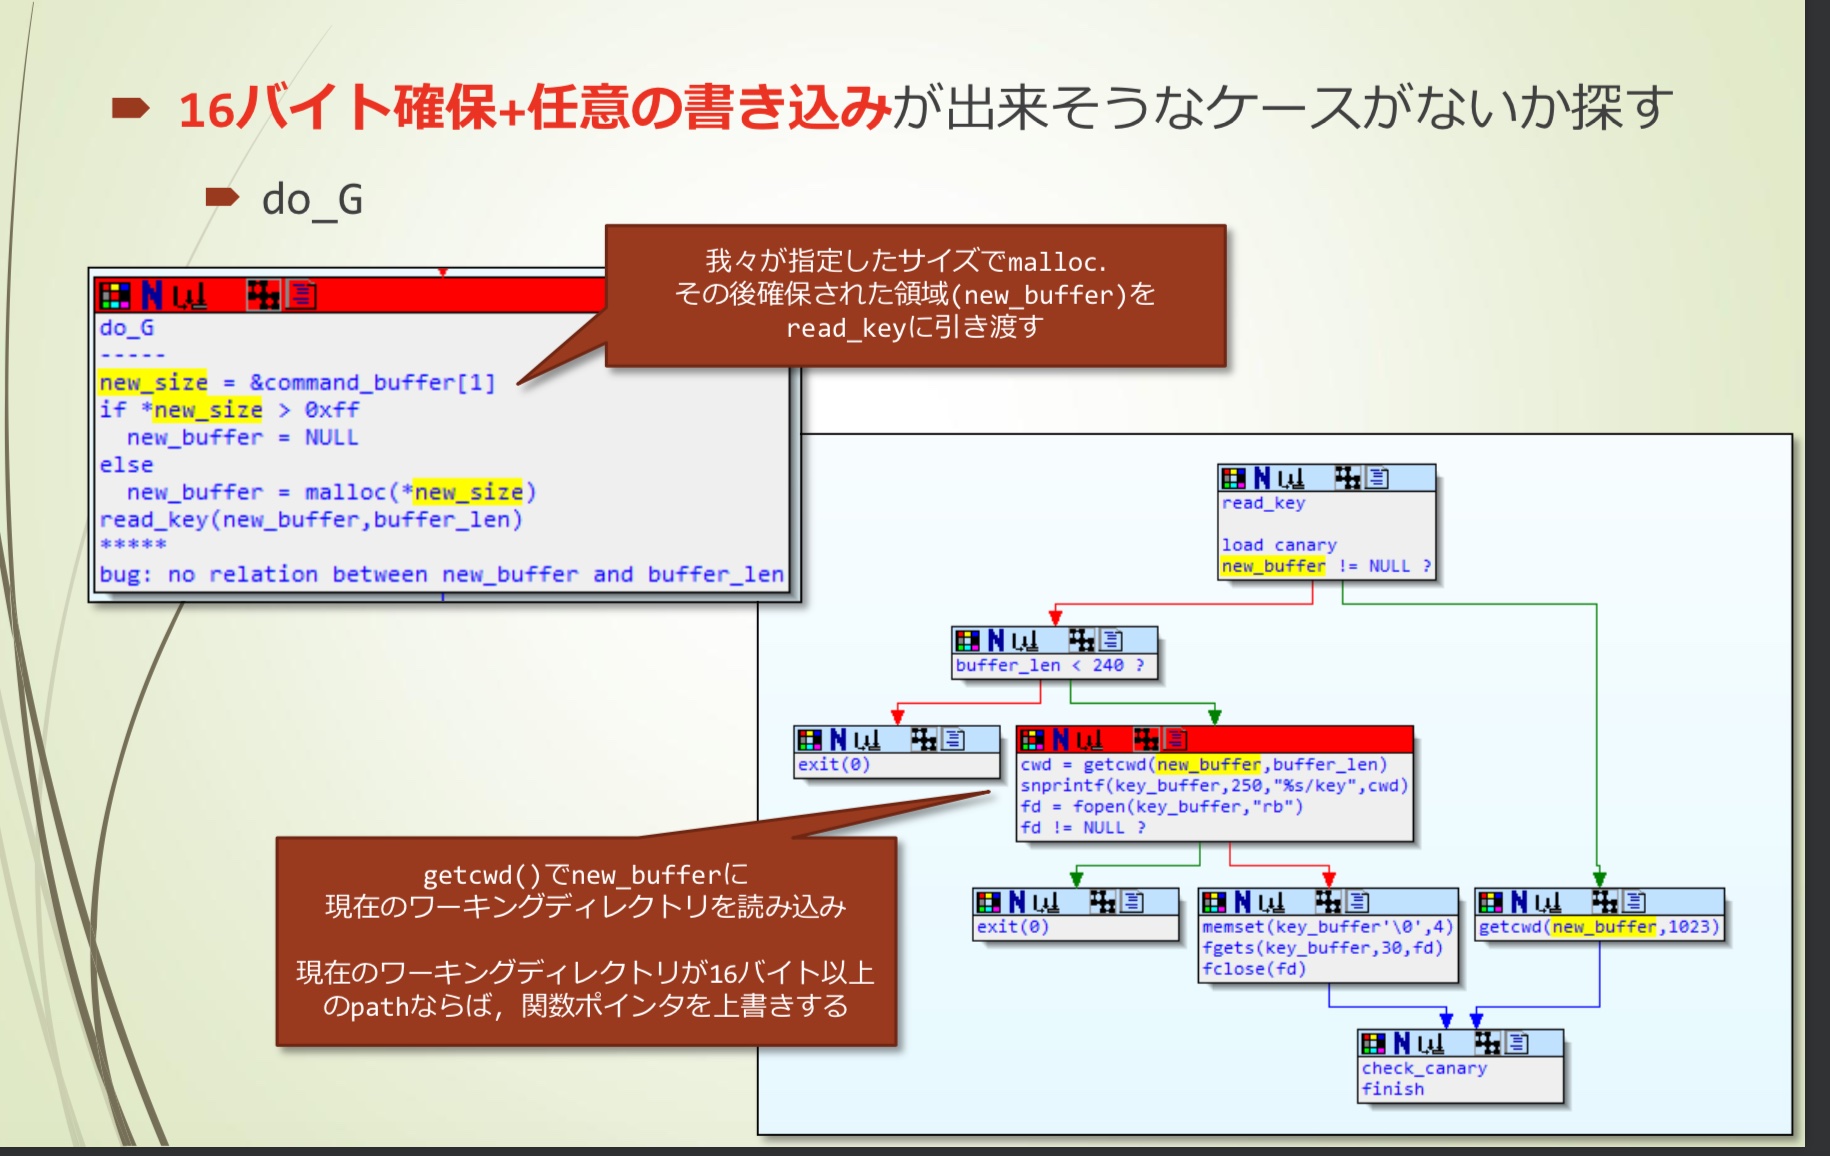 16バイト確保+任意の書き込みが出来そうなケースがないか探す
do_G
我々が指定したサイズでmalloc.
その後確保された領域(new_buffer)を
read_keyに引き渡す
do_G
-----
new_size = &command_buffer[1]
if *new_size > 0xff
new_buffer = NULL
else
new_buffer = malloc(*new_size)
read_key(new_buffer,buffer_len)
*****
bug: no relation between new_buffer and buffer_len
read_key
load canary
new_buffer != NULL ?
buffer_len < 240 ?
exit(0)
cwd = getcwd(new_buffer,buffer_len)
snprintf(key_buffer,250,"%s/key",cwd)
fd = fopen(key_buffer,"rb")
fd != NULL ?
getcwd()でnew_bufferに
現在のワーキングディレクトリを読み込み
現在のワーキングディレクトリが16バイト以上
のpathならば, 関数ポインタを上書きする
exit(0)
memset(key_buffer'\0',4)
fgets(key_buffer,30,fd)
fclose(fd)
getcwd(new_buffer,1023)
check_canary
finish